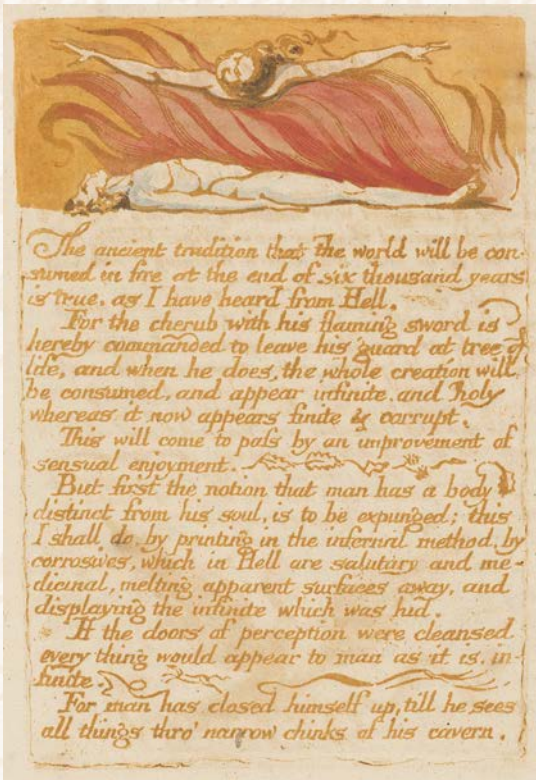 The ancient tradition that the world will be con-
sumed in fire at the end of six thousand years
is true. as I have heard from Hell.
For the cherub with his flaming sword is
hereby commanded to leave his guard at tree of
life, and when he does, the whole creation will
be consumed, and appear infinite. and holy
whereas it now appears finite & corrupt.
This will come to pass by an improvement of
sensual enjoyment.
But first the notion that man has a body
distinct from his soul, is to be expunged; this
I shall do, by printing in the infernal method, by
corrosives, which in Hell are salutary and me-
dicinal, melting apparent surfaces away, and
displaying the infinite which was hid.
If the doors of perception were cleansed
every thing would appear to man as it is, in-
finite.
For man has closed himself up, till he sees
all things thro' narrow chinks of his cavern.